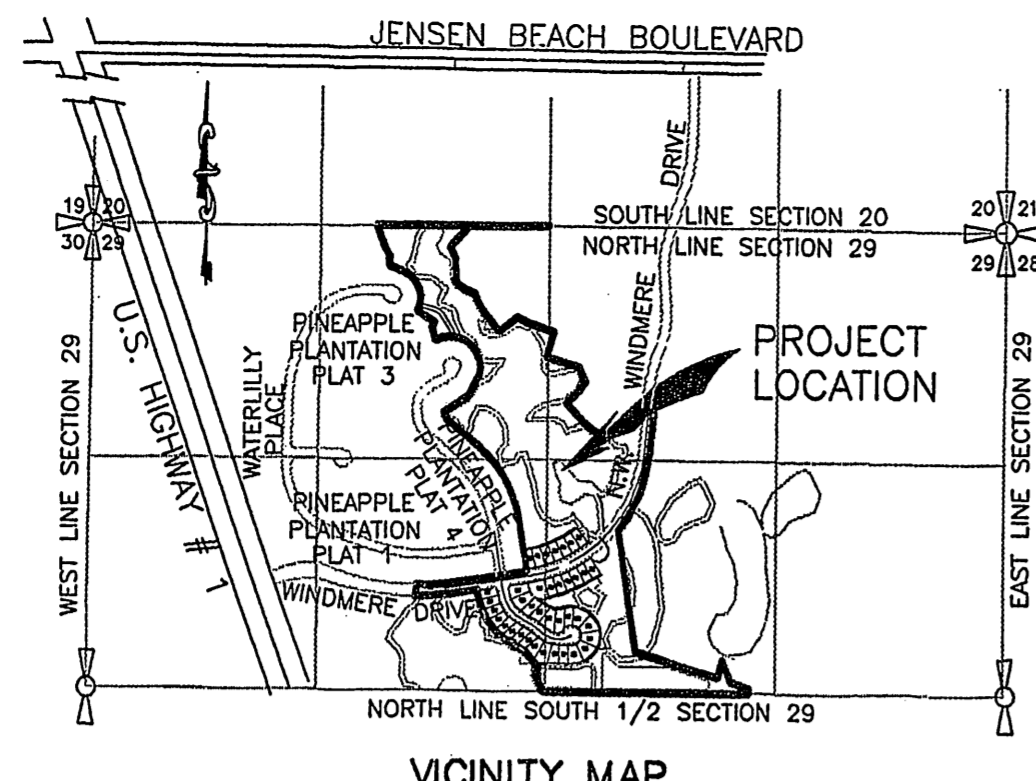 JENSEN BEACH BOULEVARD
DRIVE
19 20
30 29
SOUTH LINE SECTION 20
NORTH LINE SECTION 29
20 21
29 28
WINDMERE
N.W.
PINEAPPLE
PLANTATION
PLAT 3
PROJECT
LOCATION
U.S. HIGHWAY # 1
WATERLILLY
PLACE
PINEAPPLE
PLANTATION
PLAT 4
WEST LINE SECTION 29
EAST LINE SECTION 29
PINEAPPLE
PLANTATION
PLAT 1
WINDMERE DRIVE
NORTH LINE SOUTH 1/2 SECTION 29
VICINITY MAP